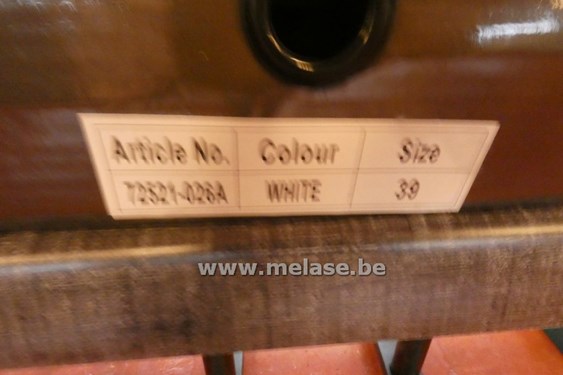 Article No. Colour Size
72521-026A WHITE 39
www.melase.be